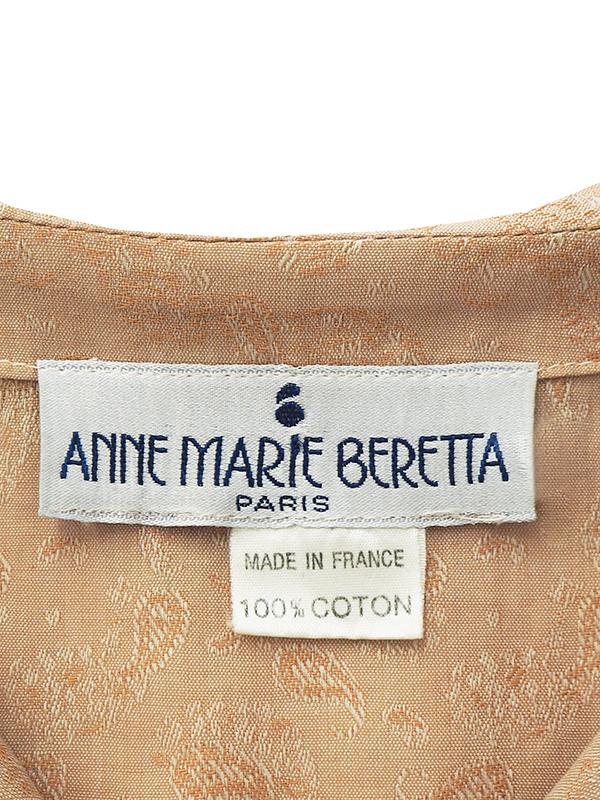 ANNE MARIE BERETTA
PARIS
MADE IN FRANCE
100% COTON